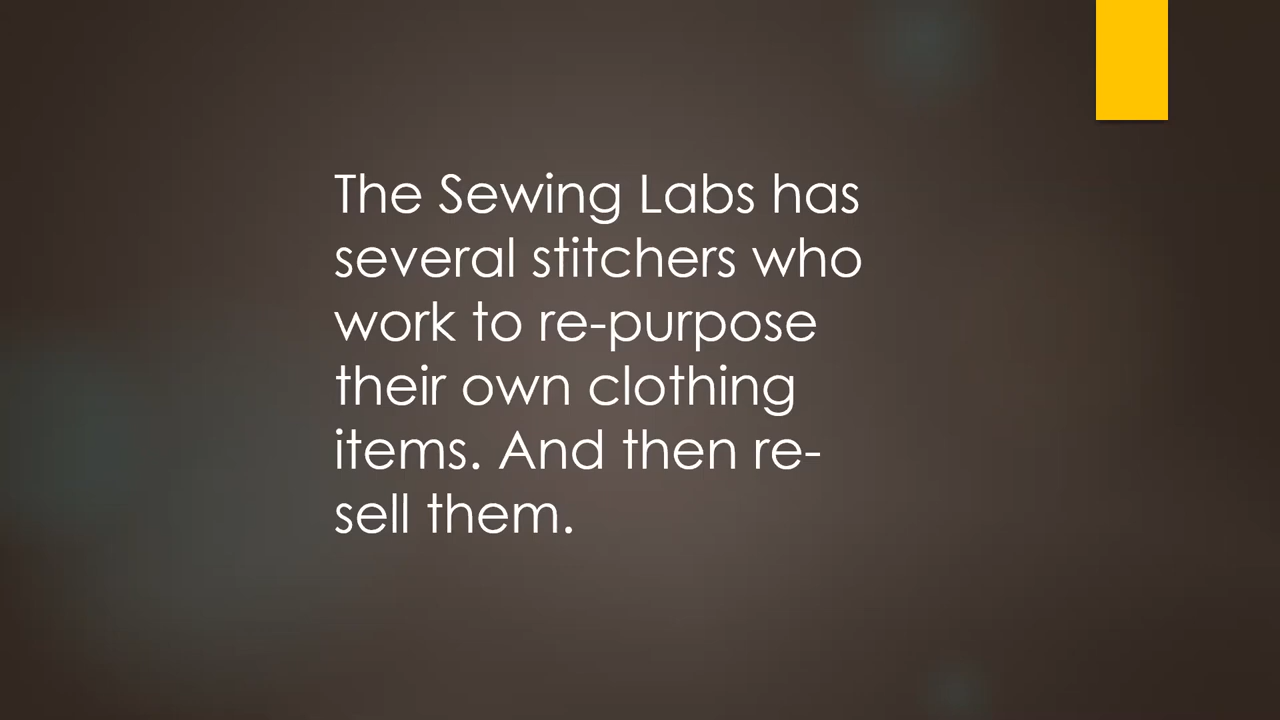 The Sewing Labs has
several stitchers who
work to re-purpose
their own clothing
items. And then re-
sell them.